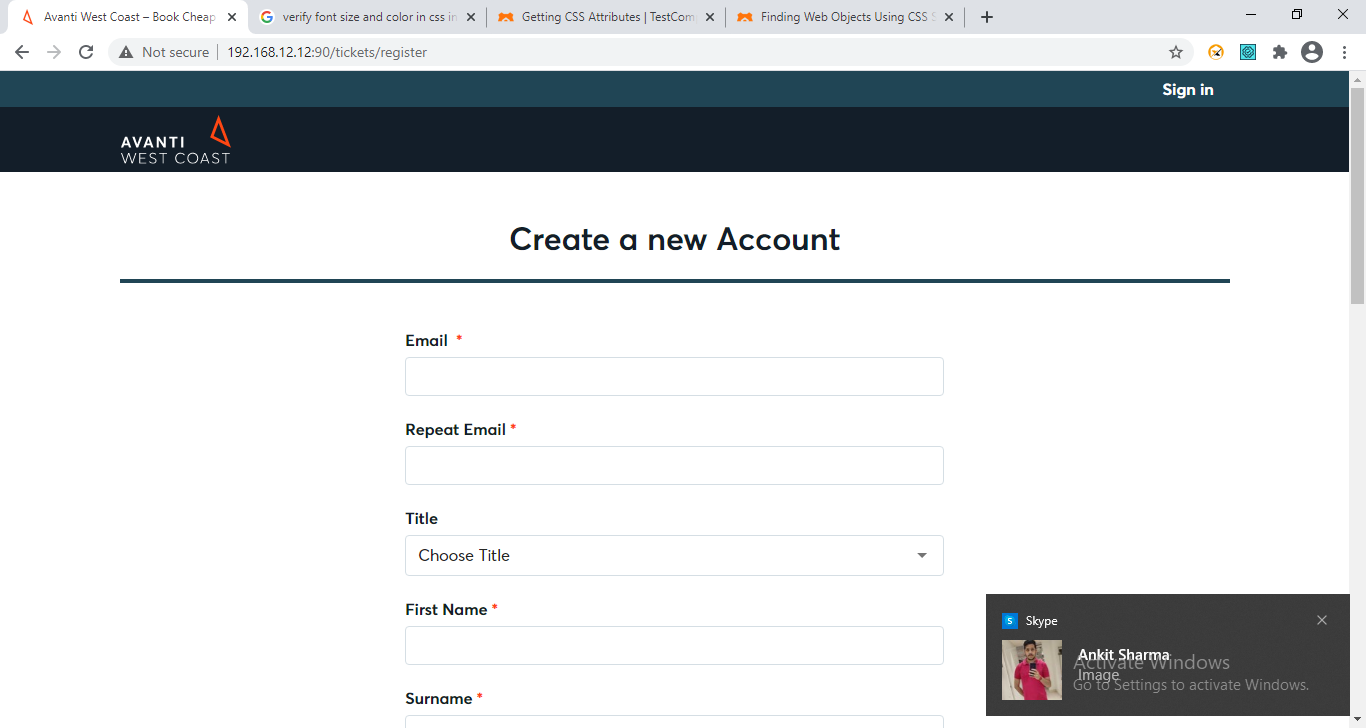 Avanti West Coast – Book Cheap
verify font size and color in css in
Getting CSS Attributes | TestCom
Finding Web Objects Using CSS S
Not secure
192.168.12.12:90/tickets/register
Sign in
AVANTI
WEST COAST
Create a new Account
Email *
Repeat Email *
Title
Choose Title
First Name *
Surname *
S Skype
Ankit Sharma
Image
Activate Windows
Go to Settings to activate Windows.